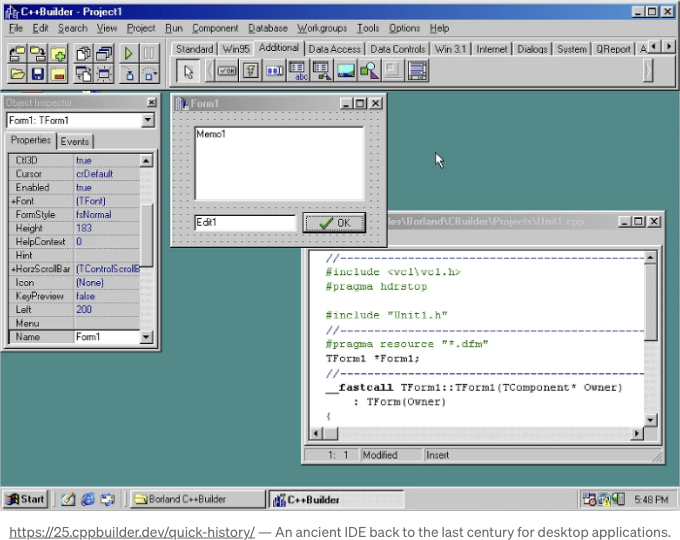 C++Builder - Project1
File Edit Search View Project Run Component Database Workgroups Tools Options Help
Standard Win95 Additional Data Access Data Controls Win 3.1 Internet Dialogs System QReport
OK
abc
Object Inspector
Form1: TForm1
Properties Events
Ctl3D true
Cursor crDefault
Enabled true
+Font (TFont)
FormStyle fsNormal
Height 183
HelpContext 0
Hint
+HorzScrollBar (TControlScrollB
Icon (None)
KeyPreview false
Left 200
Menu
Name Form1
Form1
Memo1
Edit1
OK
es\Borland\CBuilder\Projects\Unit1.cpp
//
#include <vcl\vcl.h>
#pragma hdrstop
#include "Unit1.h"
//
#pragma resource "*.dfm"
TForm1 *Form1;
//
__fastcall TForm1::TForm1(TComponent* Owner)
: TForm(Owner)
{
1: 1 Modified Insert
Start Borland C++Builder C++Builder 5:48 PM
https://25.cppbuilder.dev/quick-history/ — An ancient IDE back to the last century for desktop applications.